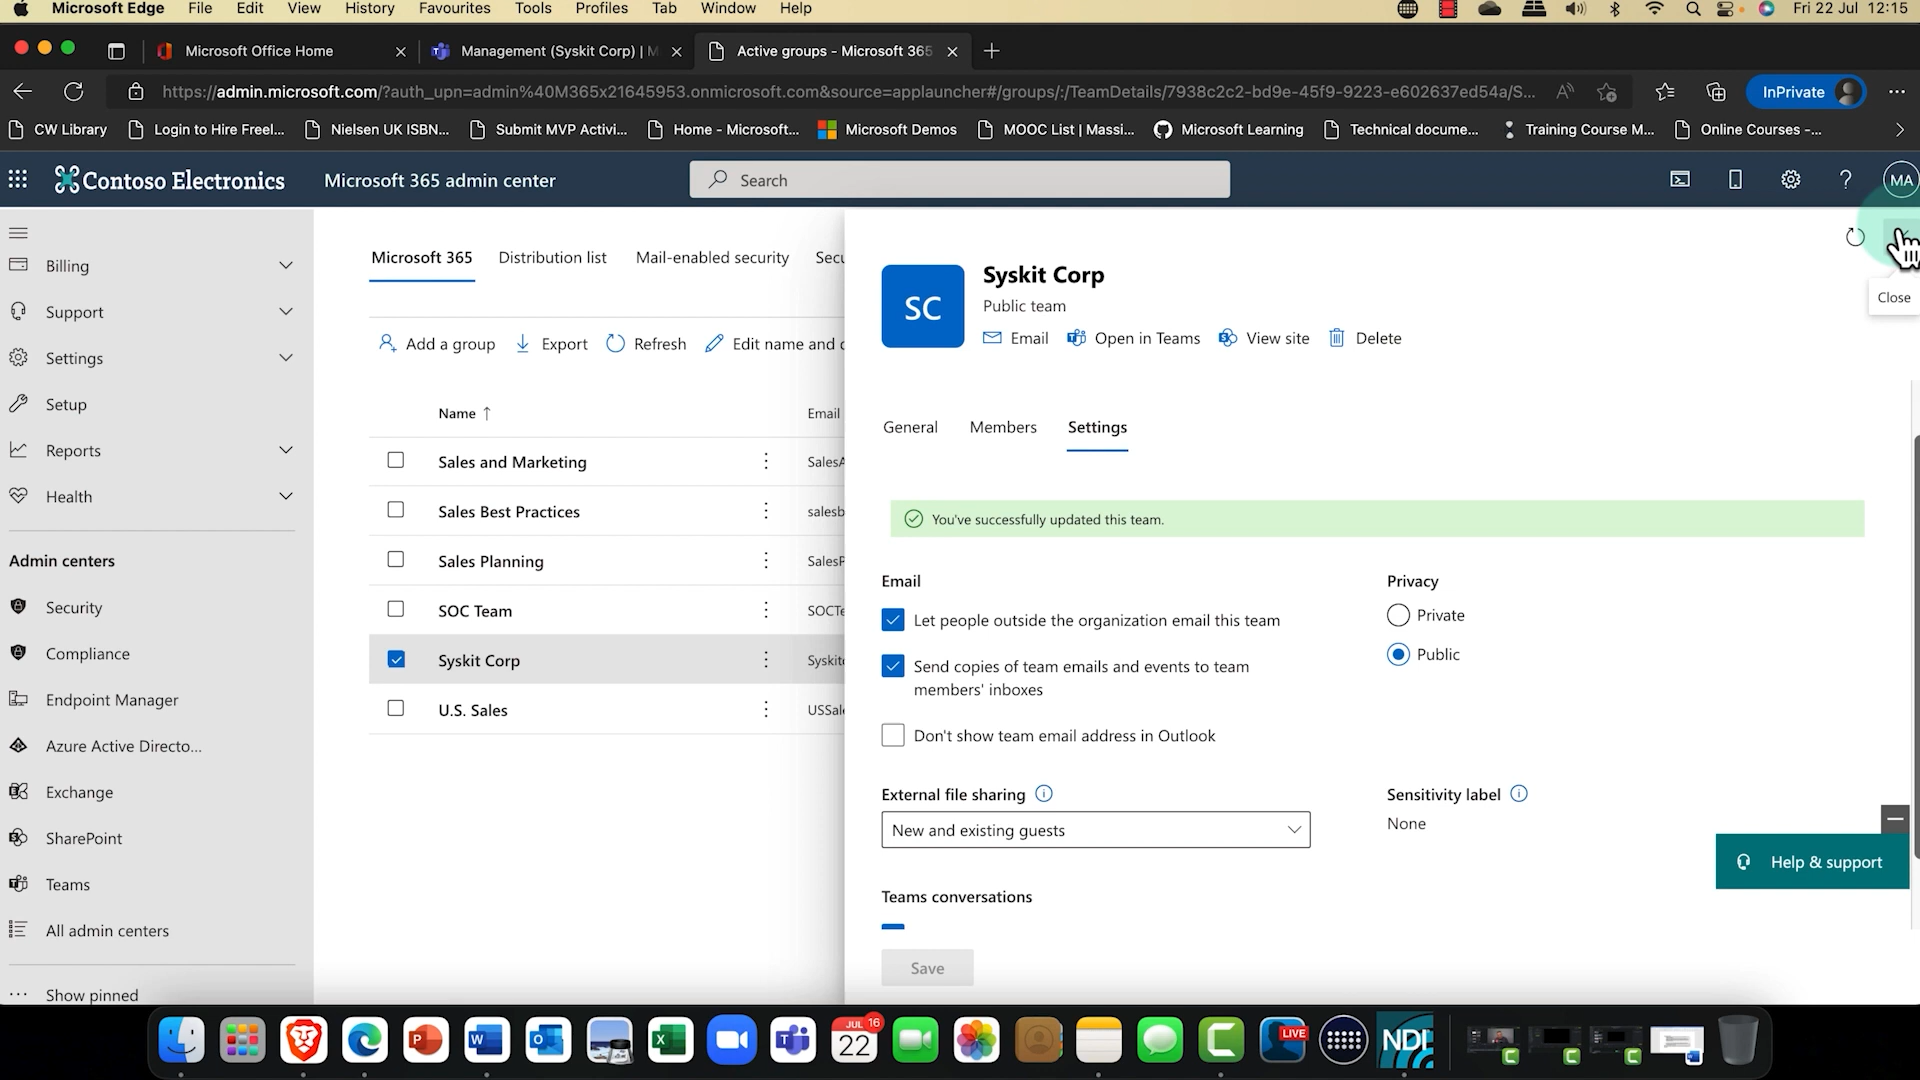 Microsoft Edge File Edit View History Favourites Tools Profiles Tab Window Help Fri 22 Jul 12:15
Microsoft Office Home Management (Syskit Corp) | M Active groups - Microsoft 365
https://admin.microsoft.com/?auth_upn=admin%40M365x21645953.onmicrosoft.com&source=applauncher#/groups/:/TeamDetails/7938c2c2-bd9e-45f9-9223-e602637ed54a/S... InPrivate
CW Library Login to Hire Freel... Nielsen UK ISBN... Submit MVP Activi... Home - Microsoft... Microsoft Demos MOOC List | Massi... Microsoft Learning Technical docume... Training Course M... Online Courses -...
Contoso Electronics Microsoft 365 admin center Search MA
Billing
Support
Settings
Setup
Reports
Health
Admin centers
Security
Compliance
Endpoint Manager
Azure Active Directo...
Exchange
SharePoint
Teams
All admin centers
Show pinned
Microsoft 365 Distribution list Mail-enabled security Secu
Add a group Export Refresh Edit name and d
Name ↑ Email
Sales and Marketing SalesA
Sales Best Practices salesb
Sales Planning SalesP
SOC Team SOCTe
Syskit Corp Syskit
U.S. Sales USSale
Close
SC
Syskit Corp
Public team
Email Open in Teams View site Delete
General Members Settings
You've successfully updated this team.
Email
Let people outside the organization email this team
Send copies of team emails and events to team
members' inboxes
Don't show team email address in Outlook
Privacy
Private
Public
External file sharing
New and existing guests
Sensitivity label
None
Help & support
Teams conversations
Save
P W O X JUL 22 16 LIVE NDI